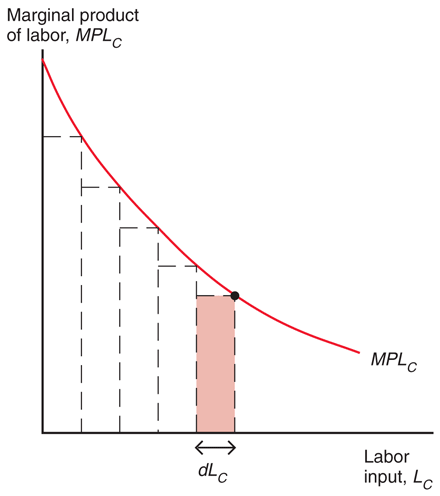 Marginal product
of labor, MPL_C
MPL_C
dL_C
Labor
input, L_C